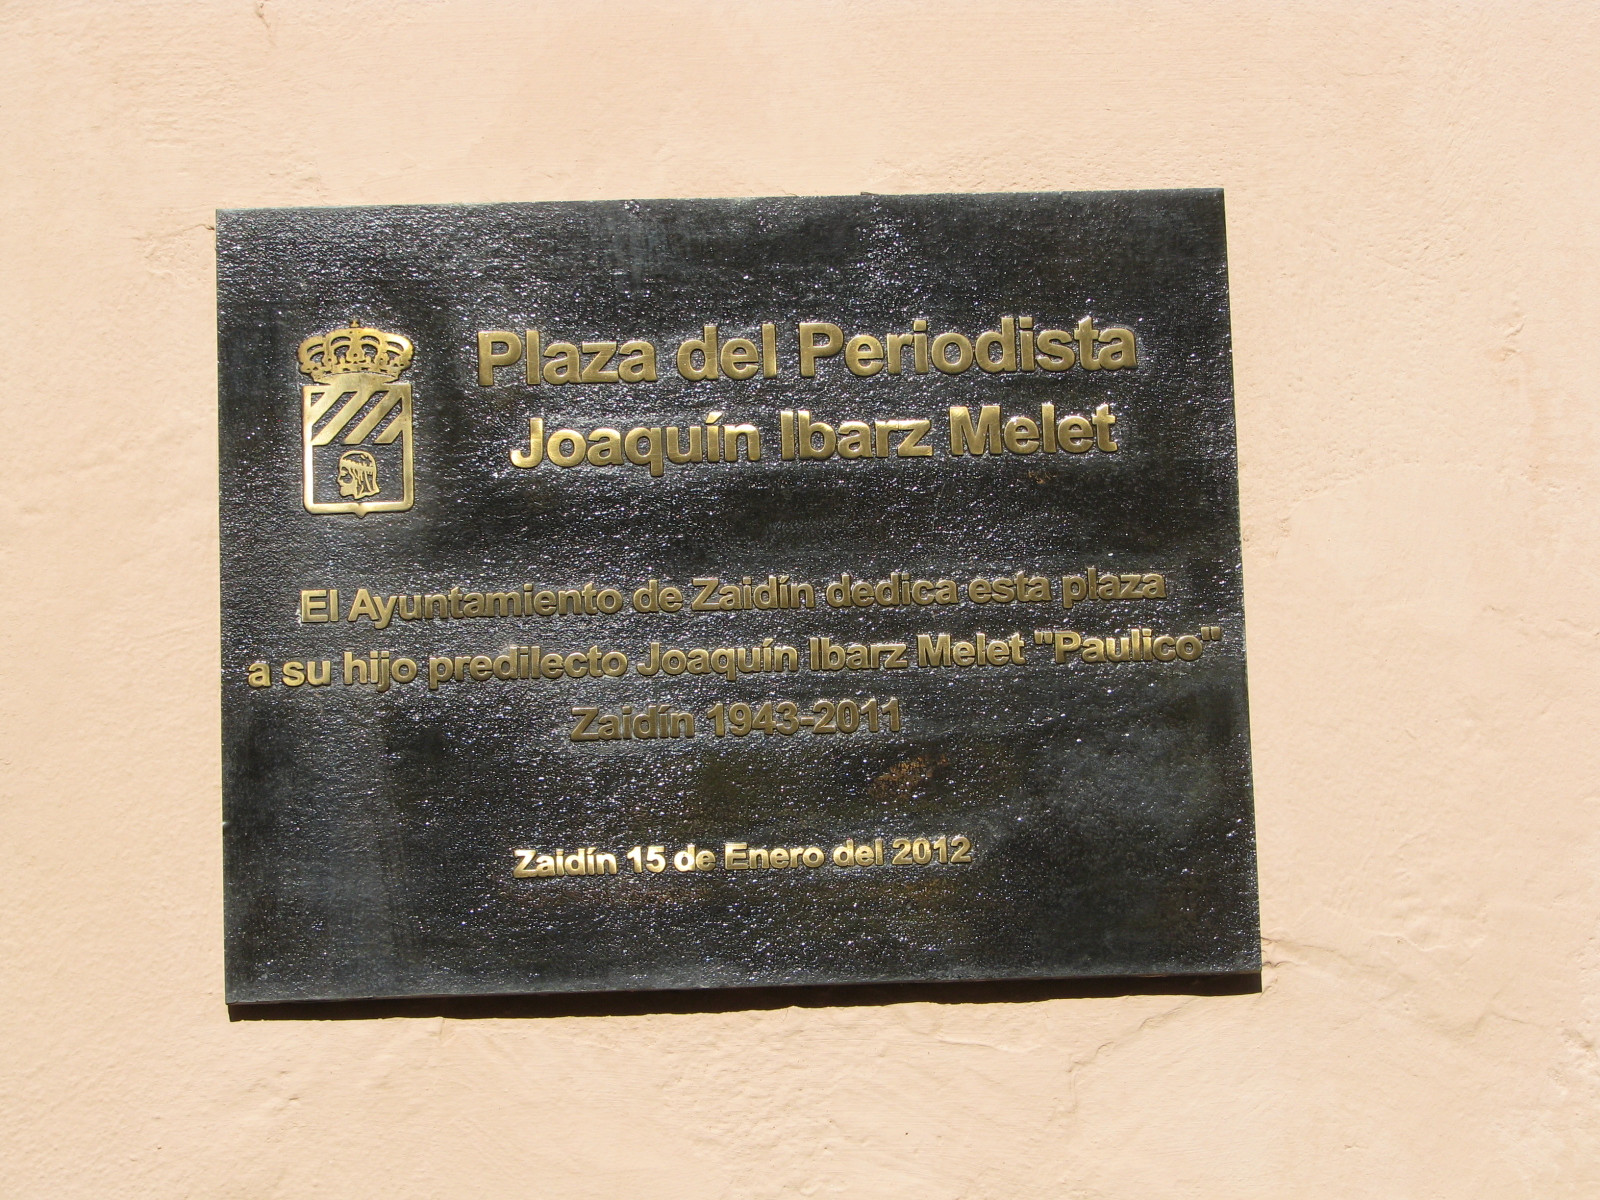 Plaza del Periodista
Joaquín Ibarz Melet
El Ayuntamiento de Zaidín dedica esta plaza
a su hijo predilecto Joaquín Ibarz Melet "Paulico"
Zaidín 1943-2011
Zaidín 15 de Enero del 2012